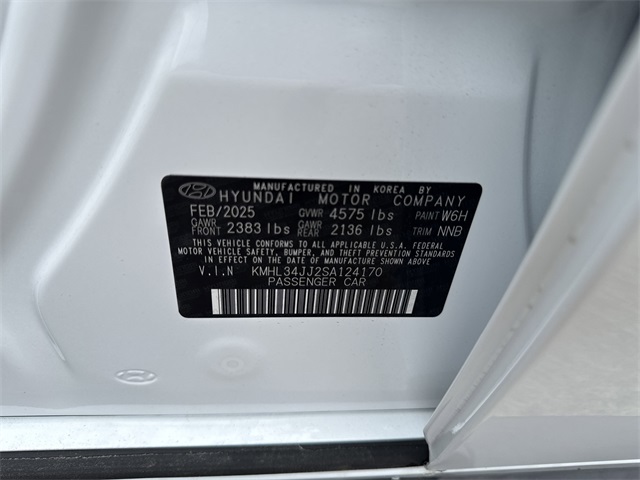 MANUFACTURED IN KOREA BY
HYUNDAI MOTOR COMPANY
FEB/2025 GVWR 4575 lbs PAINT W6H
GAWR FRONT 2383 lbs GAWR REAR 2136 lbs TRIM NNB
THIS VEHICLE CONFORMS TO ALL APPLICABLE U.S.A. FEDERAL
MOTOR VEHICLE SAFETY, BUMPER, AND THEFT PREVENTION STANDARDS
IN EFFECT ON THE DATE OF MANUFACTURE SHOWN ABOVE.
V.I.N KMHL34JJ2SA124170
PASSENGER CAR